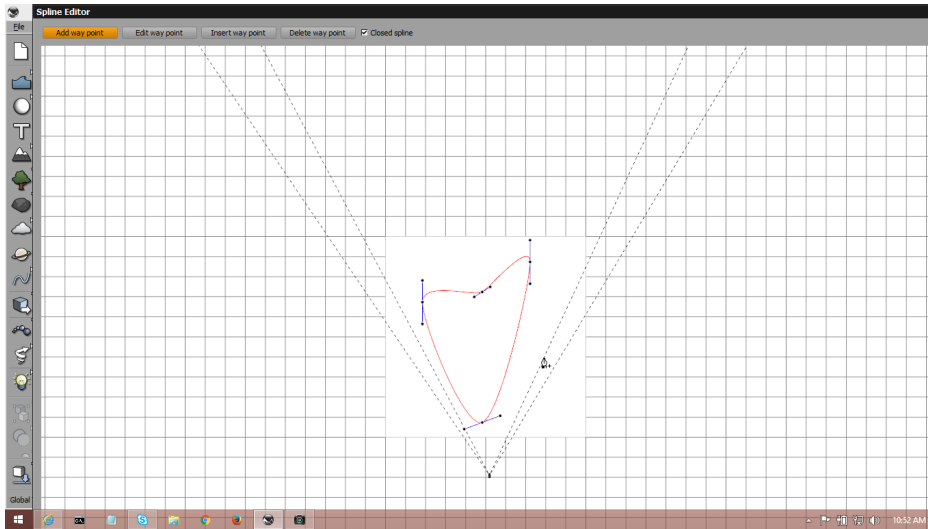 Spline Editor
File
Add way point Edit way point Insert way point Delete way point Closed spline
Global
10:52 AM